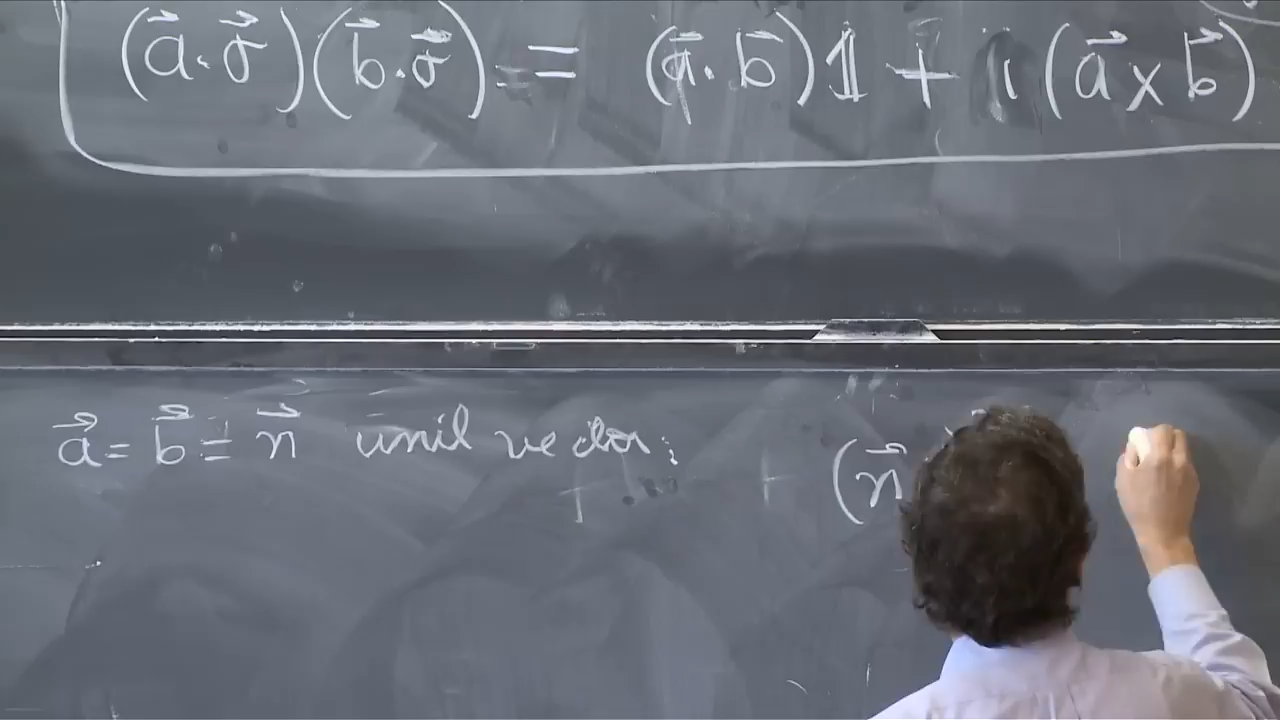 (a⃗·σ⃗)(b⃗·σ⃗) = (a⃗·b⃗)𝟙 + i(a⃗×b⃗)
a⃗ = b⃗ = n⃗ unit vector; (n⃗